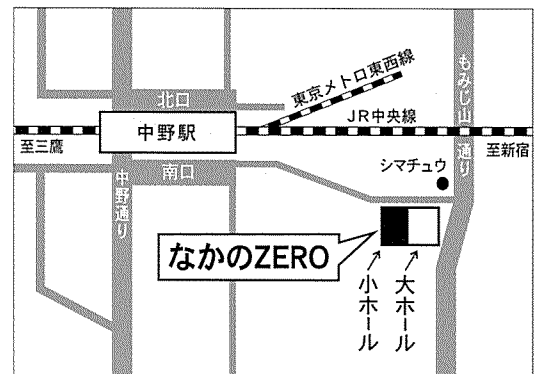 北口
東京メトロ東西線
もみじ山通り
中野駅
JR中央線
至三鷹
至新宿
シマチュウ
南口
中野通り
なかのZERO
小ホール
大ホール